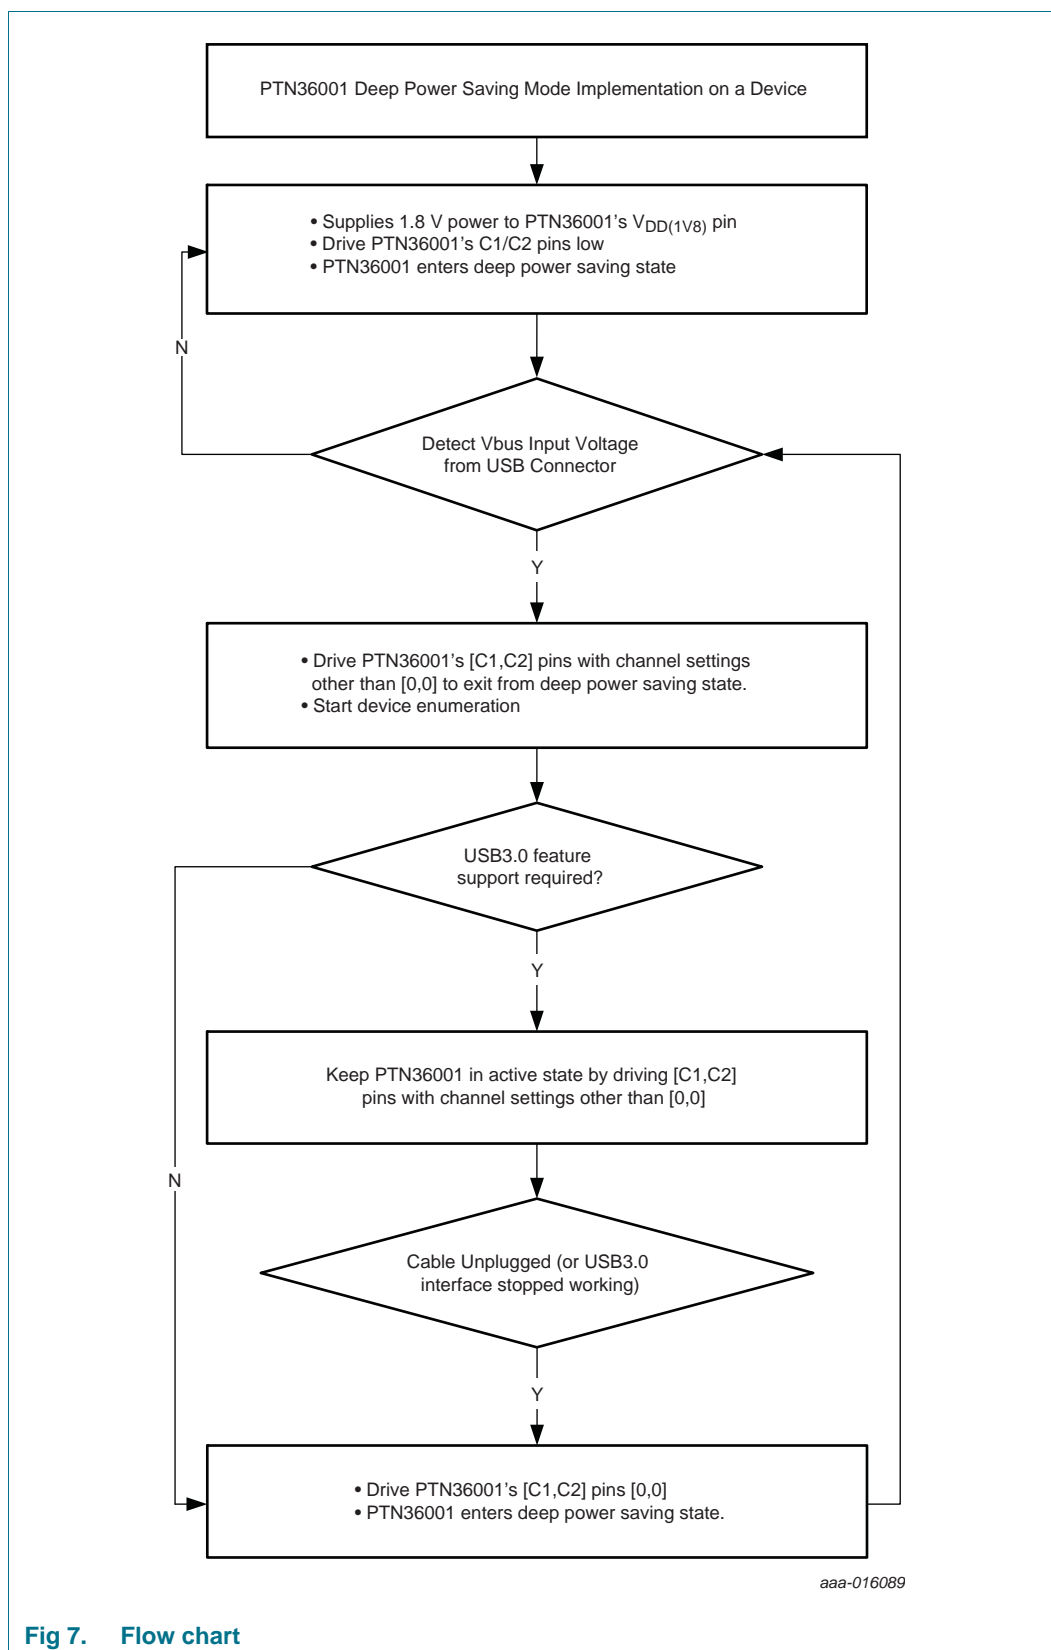 PTN36001 Deep Power Saving Mode Implementation on a Device
• Supplies 1.8 V power to PTN36001's VDD(1V8) pin
• Drive PTN36001's C1/C2 pins low
• PTN36001 enters deep power saving state
N
Detect Vbus Input Voltage
from USB Connector
Y
• Drive PTN36001's [C1,C2] pins with channel settings
other than [0,0] to exit from deep power saving state.
• Start device enumeration
USB3.0 feature
support required?
Y
Keep PTN36001 in active state by driving [C1,C2]
pins with channel settings other than [0,0]
N
Cable Unplugged (or USB3.0
interface stopped working)
Y
• Drive PTN36001's [C1,C2] pins [0,0]
• PTN36001 enters deep power saving state.
aaa-016089
Fig 7. Flow chart